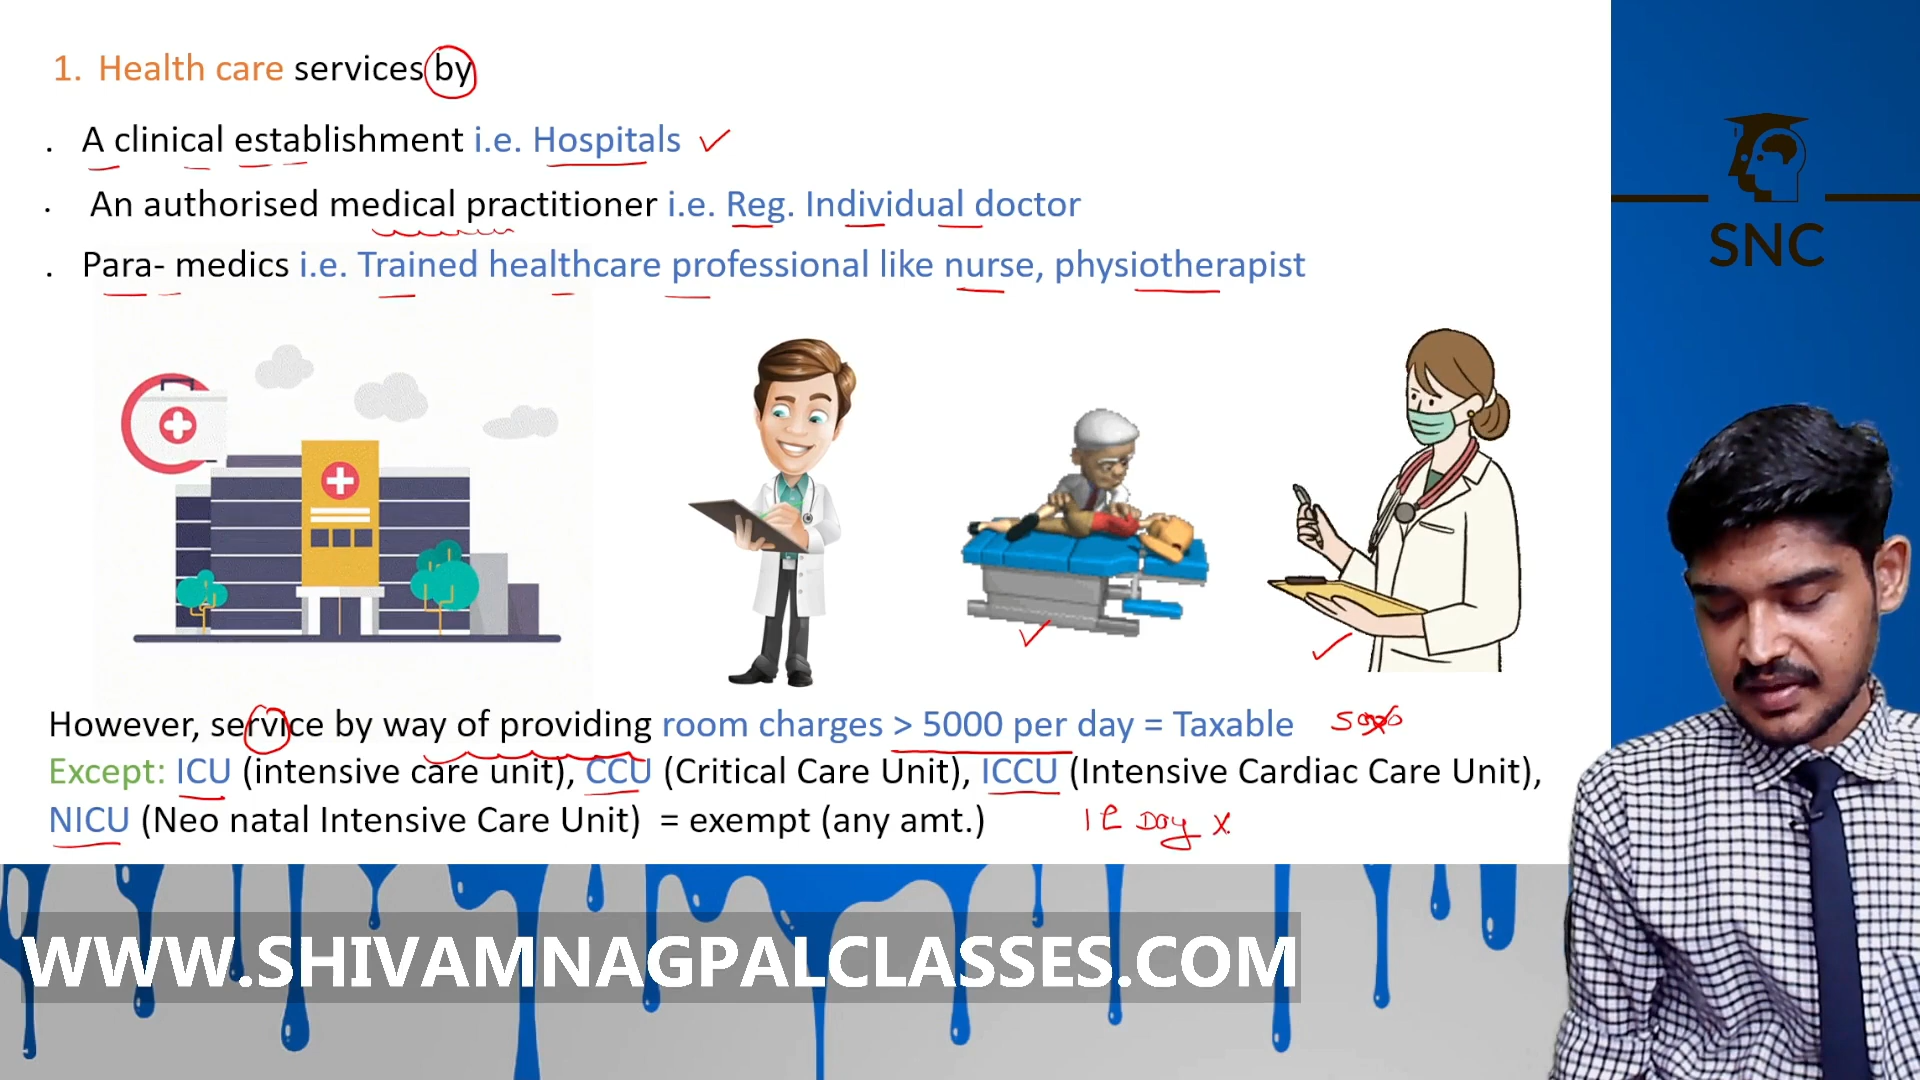 1. Health care services by
. A clinical establishment i.e. Hospitals
. An authorised medical practitioner i.e. Reg. Individual doctor
. Para- medics i.e. Trained healthcare professional like nurse, physiotherapist
SNC
However, service by way of providing room charges > 5000 per day = Taxable
Except: ICU (intensive care unit), CCU (Critical Care Unit), ICCU (Intensive Cardiac Care Unit),
NICU (Neo natal Intensive Care Unit) = exempt (any amt.)
Day x
WWW.SHIVAMNAGPALCLASSES.COM